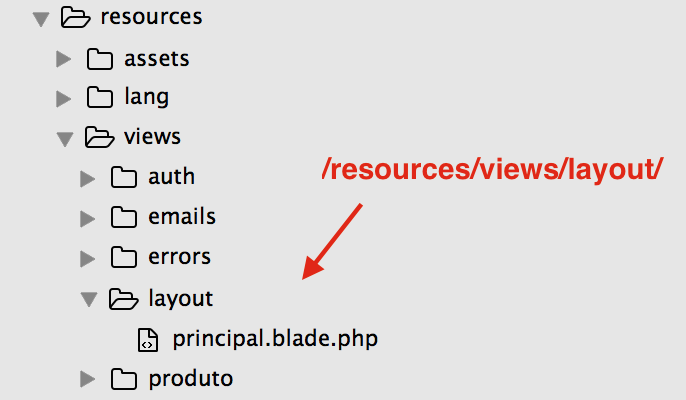 resources
assets
lang
views
auth
/resources/views/layout/
emails
errors
layout
principal.blade.php
produto